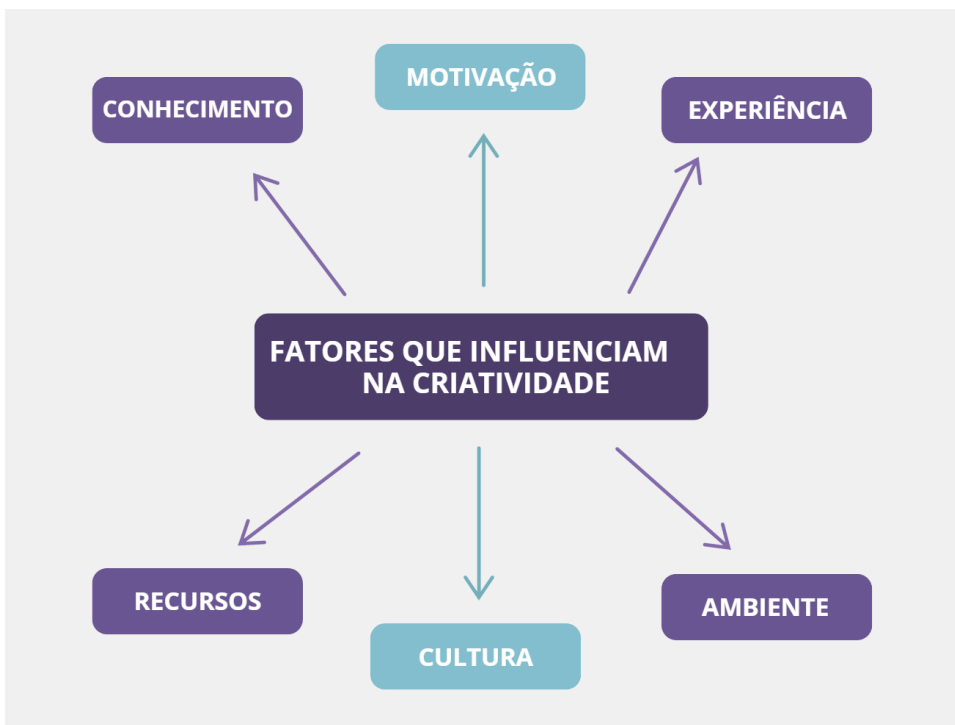 MOTIVAÇÃO
CONHECIMENTO
EXPERIÊNCIA
FATORES QUE INFLUENCIAM
NA CRIATIVIDADE
RECURSOS
AMBIENTE
CULTURA